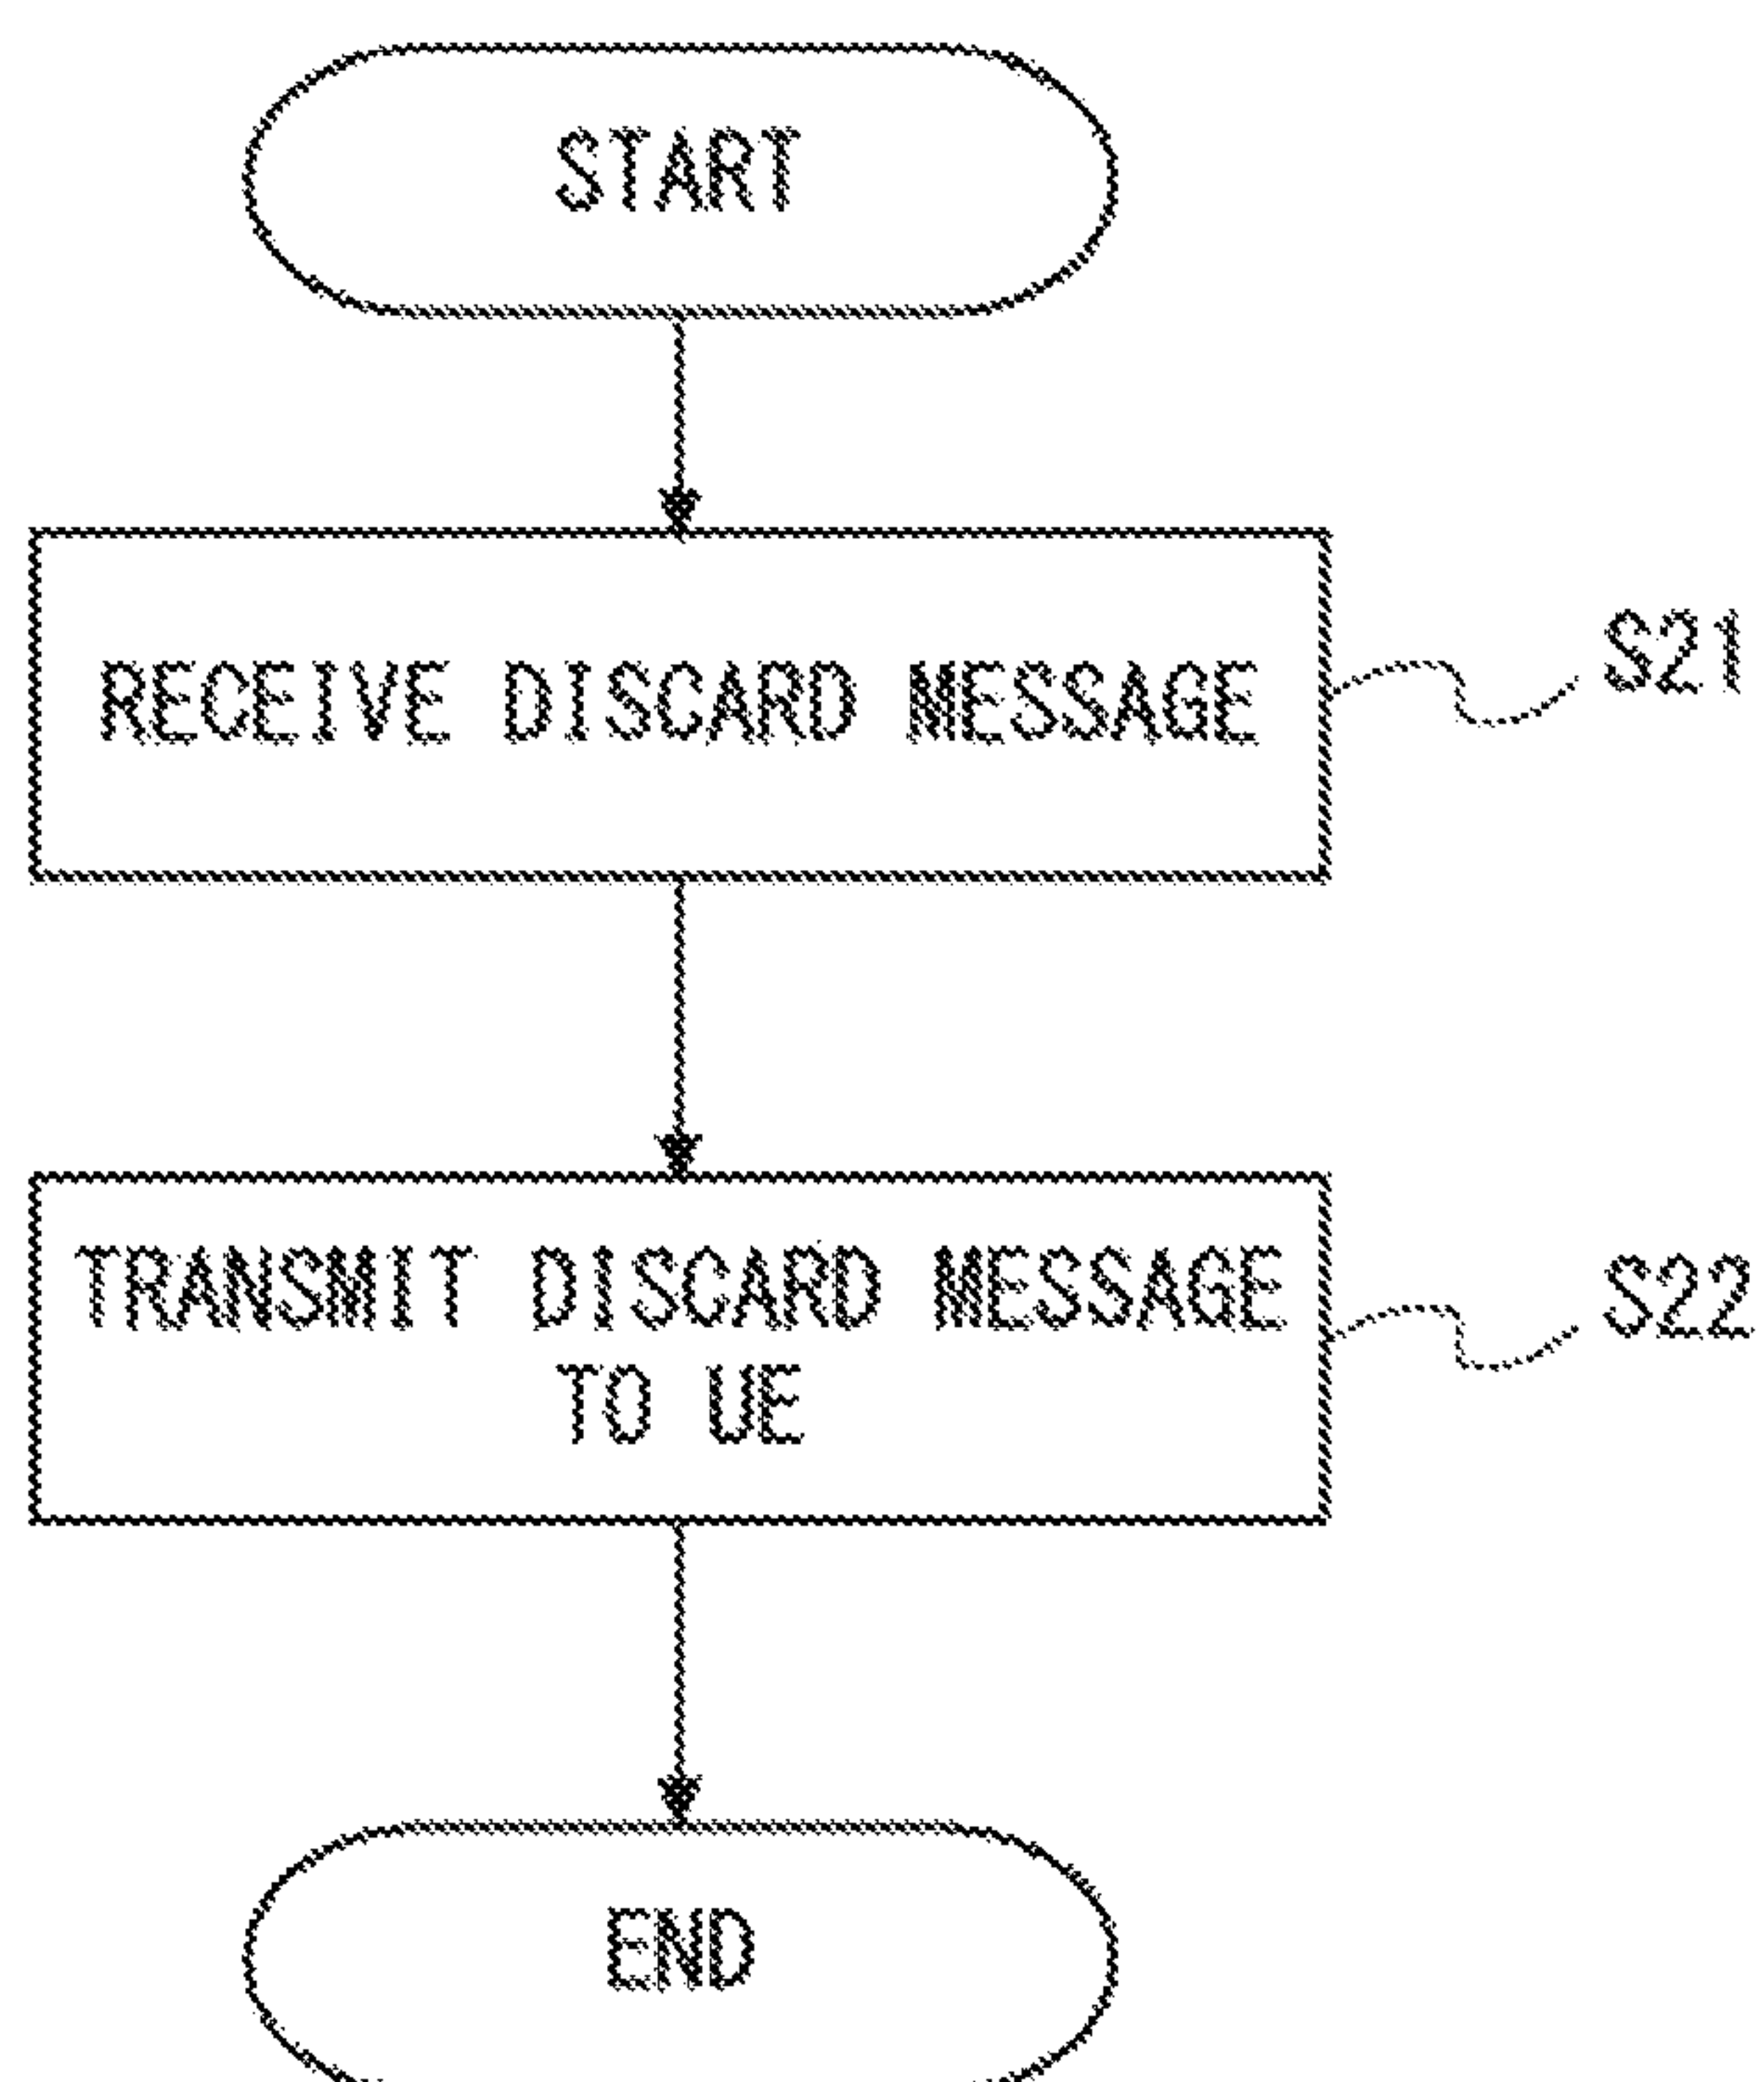 START
RECEIVE DISCARD MESSAGE
S21
TRANSMIT DISCARD MESSAGE
TO UE
S22
END